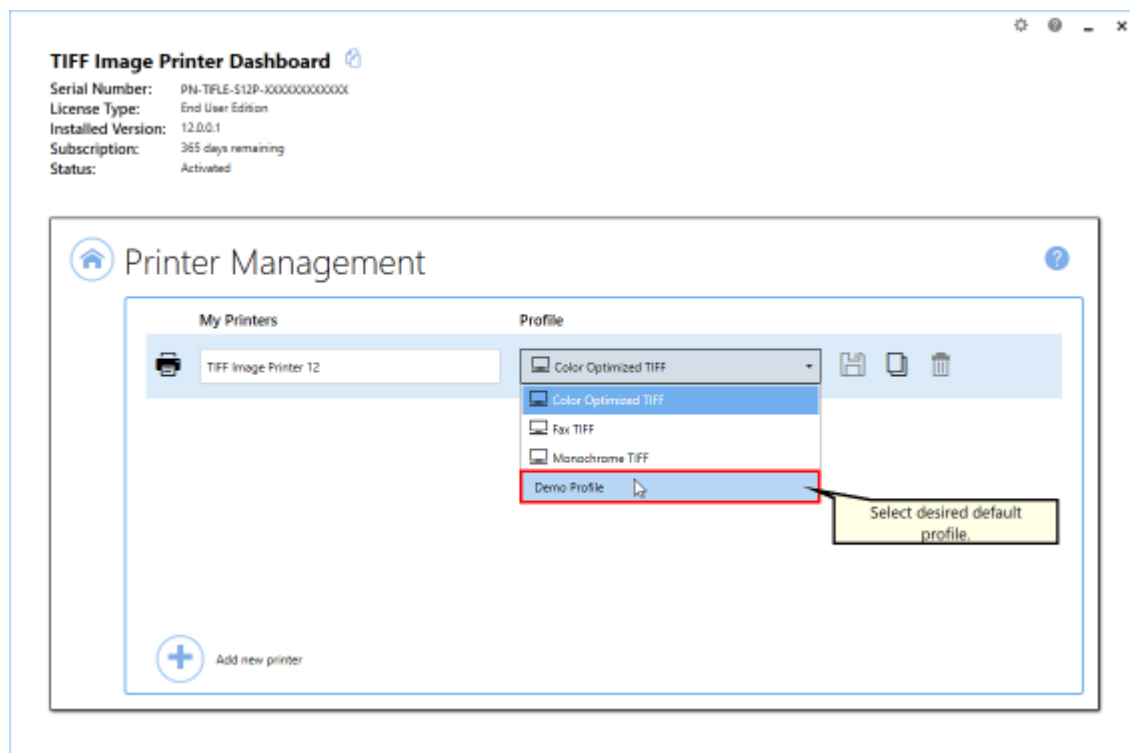 TIFF Image Printer Dashboard
Serial Number: PN-TIFLE-S12P-XXXXXXXXXXXX
License Type: End User Edition
Installed Version: 12.0.0.1
Subscription: 365 days remaining
Status: Activated
Printer Management
My Printers Profile
TIFF Image Printer 12 Color Optimized TIFF
Color Optimized TIFF
Fax TIFF
Monochrome TIFF
Demo Profile
Select desired default
profile.
Add new printer